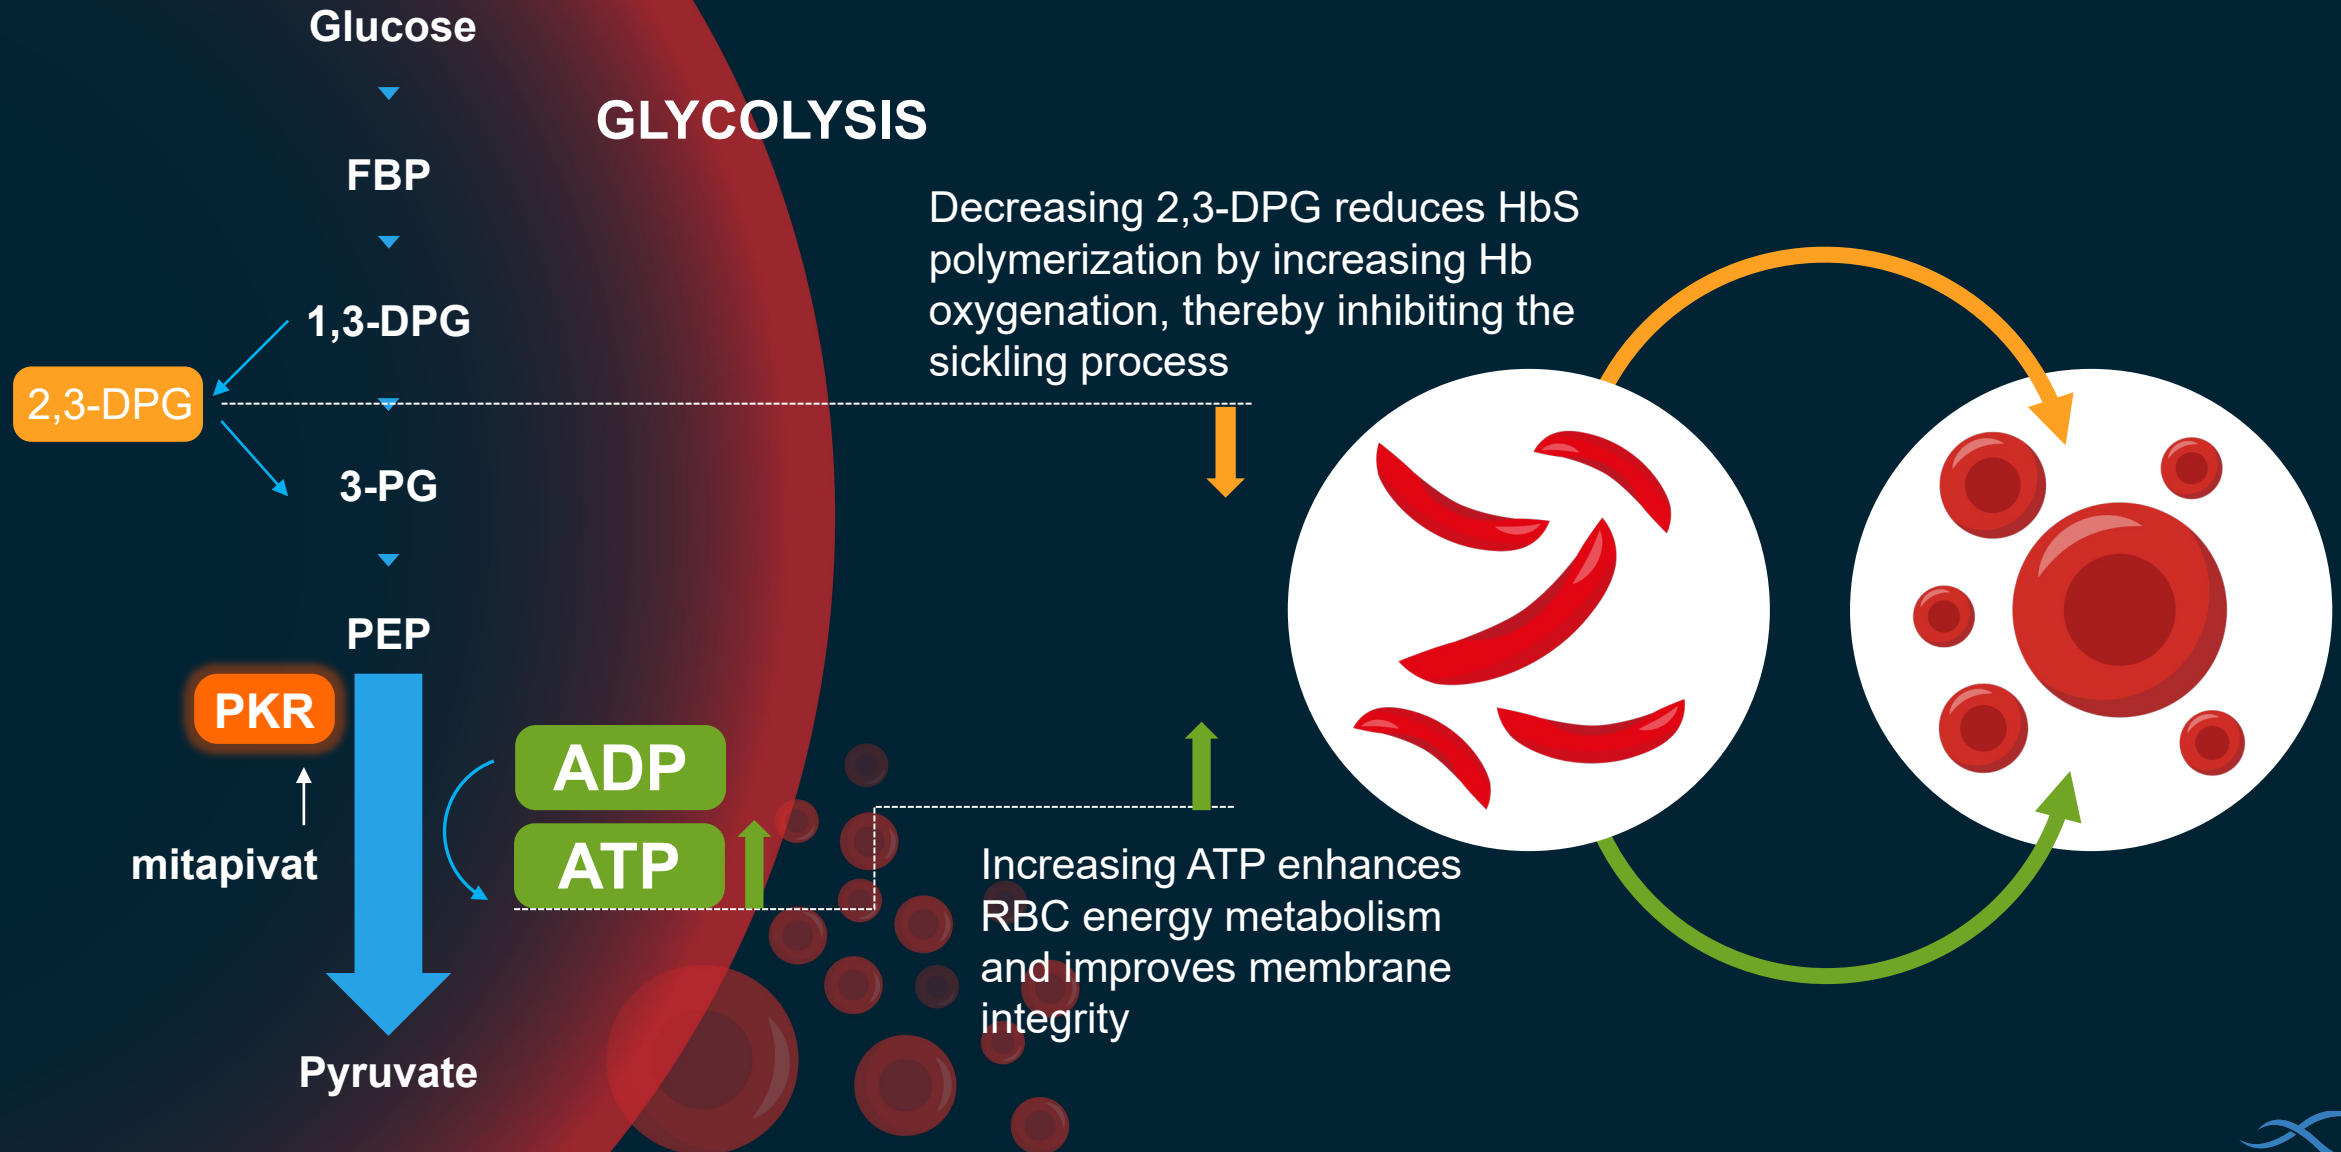 Glucose
GLYCOLYSIS
FBP
Decreasing 2,3-DPG reduces HbS
polymerization by increasing Hb
oxygenation, thereby inhibiting the
sickling process
1,3-DPG
2,3-DPG
3-PG
PEP
PKR
mitapivat
ADP
ATP
Increasing ATP enhances
RBC energy metabolism
and improves membrane
integrity
Pyruvate